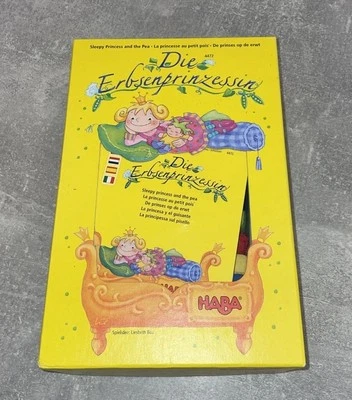 Sleepy Princess and the Pea · La princesse au petit pois · De prinses op de erwt
4472
Die
Erbsenprinzessin
Die
Erbsenprinzessin
Sleepy princess and the pea
La princesse au petit pois
De prinses op de erwt
La princesa y el guisante
La principessa sul pisello
HABA